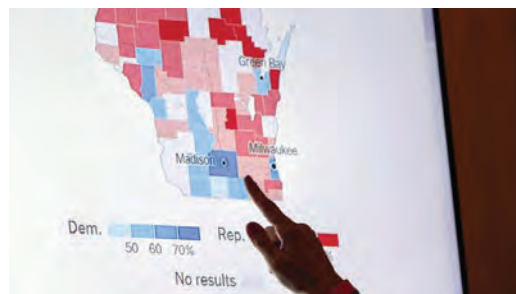 Green Bay
Milwaukee
Madison
Dem.
Rep.
50 60 70%
%
No results